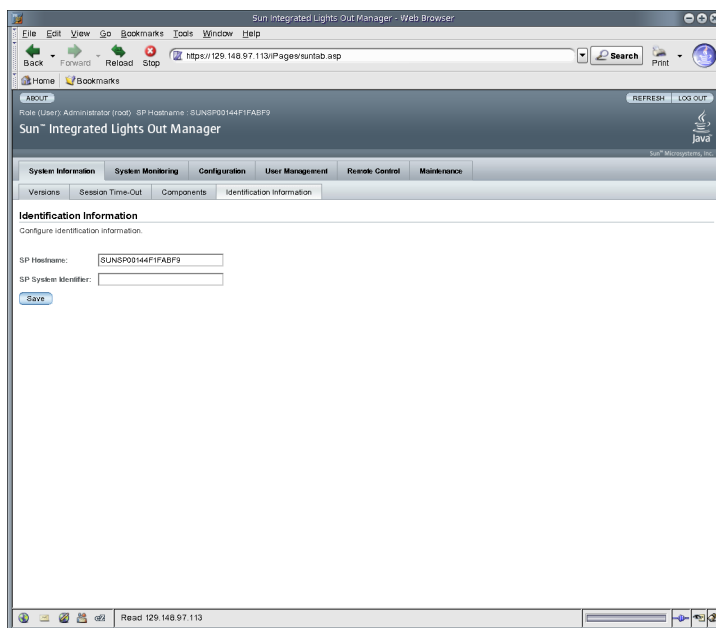 Sun Integrated Lights Out Manager - Web Browser
File Edit View Go Bookmarks Tools Window Help
Back Forward Reload Stop https://129.148.97.113/iPages/suntab.asp Search Print
Home Bookmarks
ABOUT REFRESH LOG OUT
Role (User): Administrator (root) SP Hostname : SUNSP00144F1FABF9
Sun™ Integrated Lights Out Manager
Java
Sun™ Microsystems, Inc.
System Information System Monitoring Configuration User Management Remote Control Maintenance
Versions Session Time-Out Components Identification Information
Identification Information
Configure identification information.
SP Hostname: SUNSP00144F1FABF9
SP System Identifier:
Save
Read 129.148.97.113